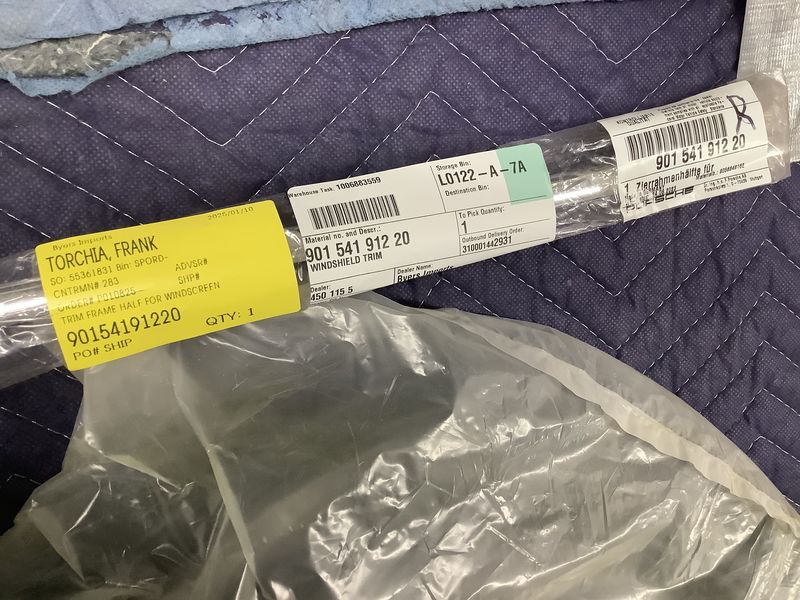 2025/01/10
Byers Imports
TORCHIA, FRANK
SO: 55361831 Bin: SPORD-
CNTRMN# 283 ADVSR#
ORDER# P010825 SHP#
TRIM FRAME HALF FOR WINDSCREEN
90154191220 QTY: 1
PO# SHIP
Warehouse Task: 1006883559
Storage Bin:
L0122-A-7A
Destination Bin:
Material no. and Descr.:
901 541 912 20
WINDSHIELD TRIM
To Pick Quantity:
1
Outbound Delivery Order:
310001442931
Dealer:
450 115 5
Dealer Name:
Byers Imports
R
901 541 912 20
1 Zierrahmenhälfte für
PORSCHE